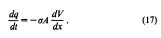 dq/dt = −σA dV/dx . (17)